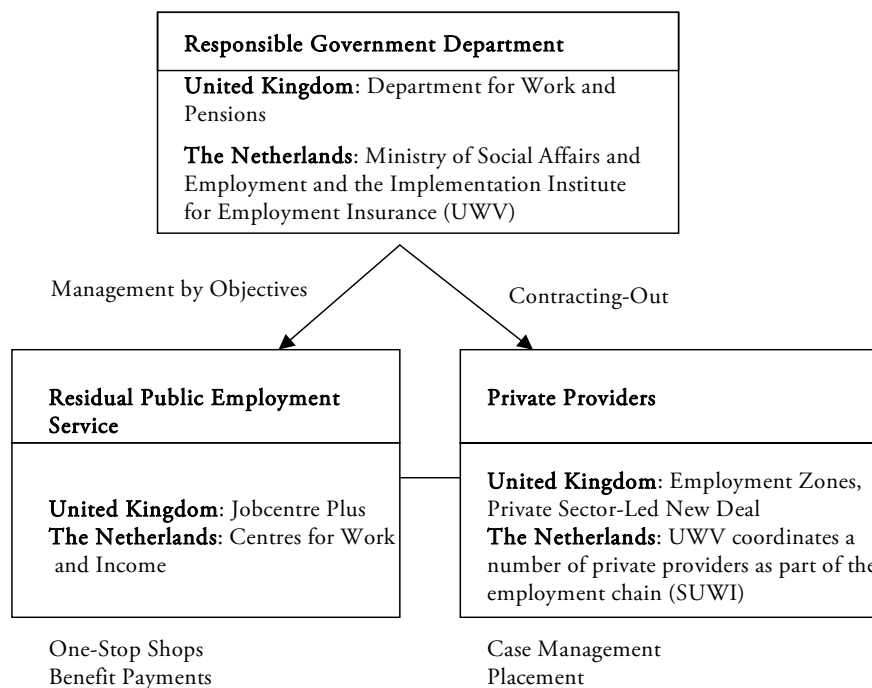 Responsible Government Department
United Kingdom: Department for Work and
Pensions
The Netherlands: Ministry of Social Affairs and
Employment and the Implementation Institute
for Employment Insurance (UWV)
Management by Objectives
Contracting-Out
Residual Public Employment
Service
United Kingdom: Jobcentre Plus
The Netherlands: Centres for Work
and Income
Private Providers
United Kingdom: Employment Zones,
Private Sector-Led New Deal
The Netherlands: UWV coordinates a
number of private providers as part of the
employment chain (SUWI)
One-Stop Shops
Benefit Payments
Case Management
Placement